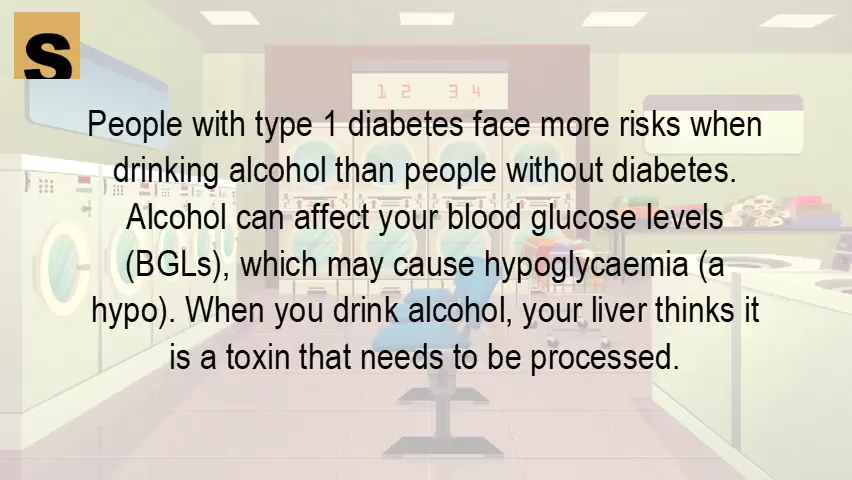 S
1 2 3 4
People with type 1 diabetes face more risks when
drinking alcohol than people without diabetes.
Alcohol can affect your blood glucose levels
(BGLs), which may cause hypoglycaemia (a
hypo). When you drink alcohol, your liver thinks it
is a toxin that needs to be processed.